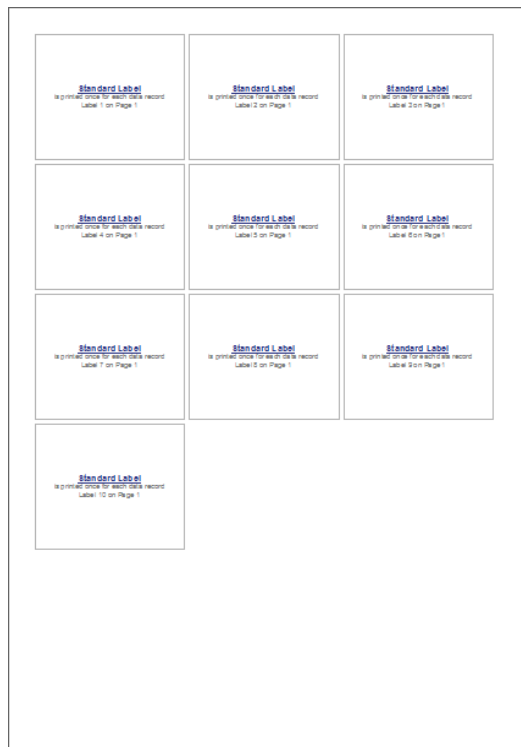 Standard Label
is printed once for each data record
Label 1 on Page 1
Standard Label
is printed once for each data record
Label 2 on Page 1
Standard Label
is printed once for each data record
Label 3 on Page 1
Standard Label
is printed once for each data record
Label 4 on Page 1
Standard Label
is printed once for each data record
Label 5 on Page 1
Standard Label
is printed once for each data record
Label 6 on Page 1
Standard Label
is printed once for each data record
Label 7 on Page 1
Standard Label
is printed once for each data record
Label 8 on Page 1
Standard Label
is printed once for each data record
Label 9 on Page 1
Standard Label
is printed once for each data record
Label 10 on Page 1